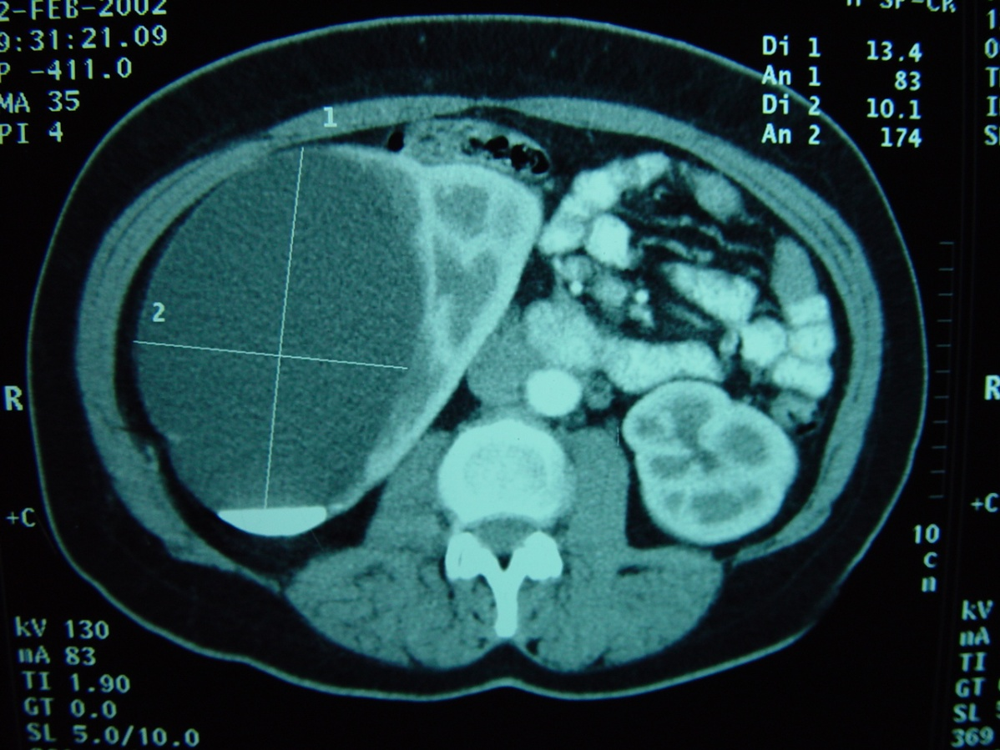 2-FEB-2002
9:31:21.09
P -411.0
MA 35
PI 4
Di 1 13.4
An 1 83
Di 2 10.1
An 2 174
1
2
R
R
+C
+C
10
C
kV 130
nA 83
TI 1.90
GT 0.0
SL 5.0/10.0
kV
nA
TI
GT
SL
369